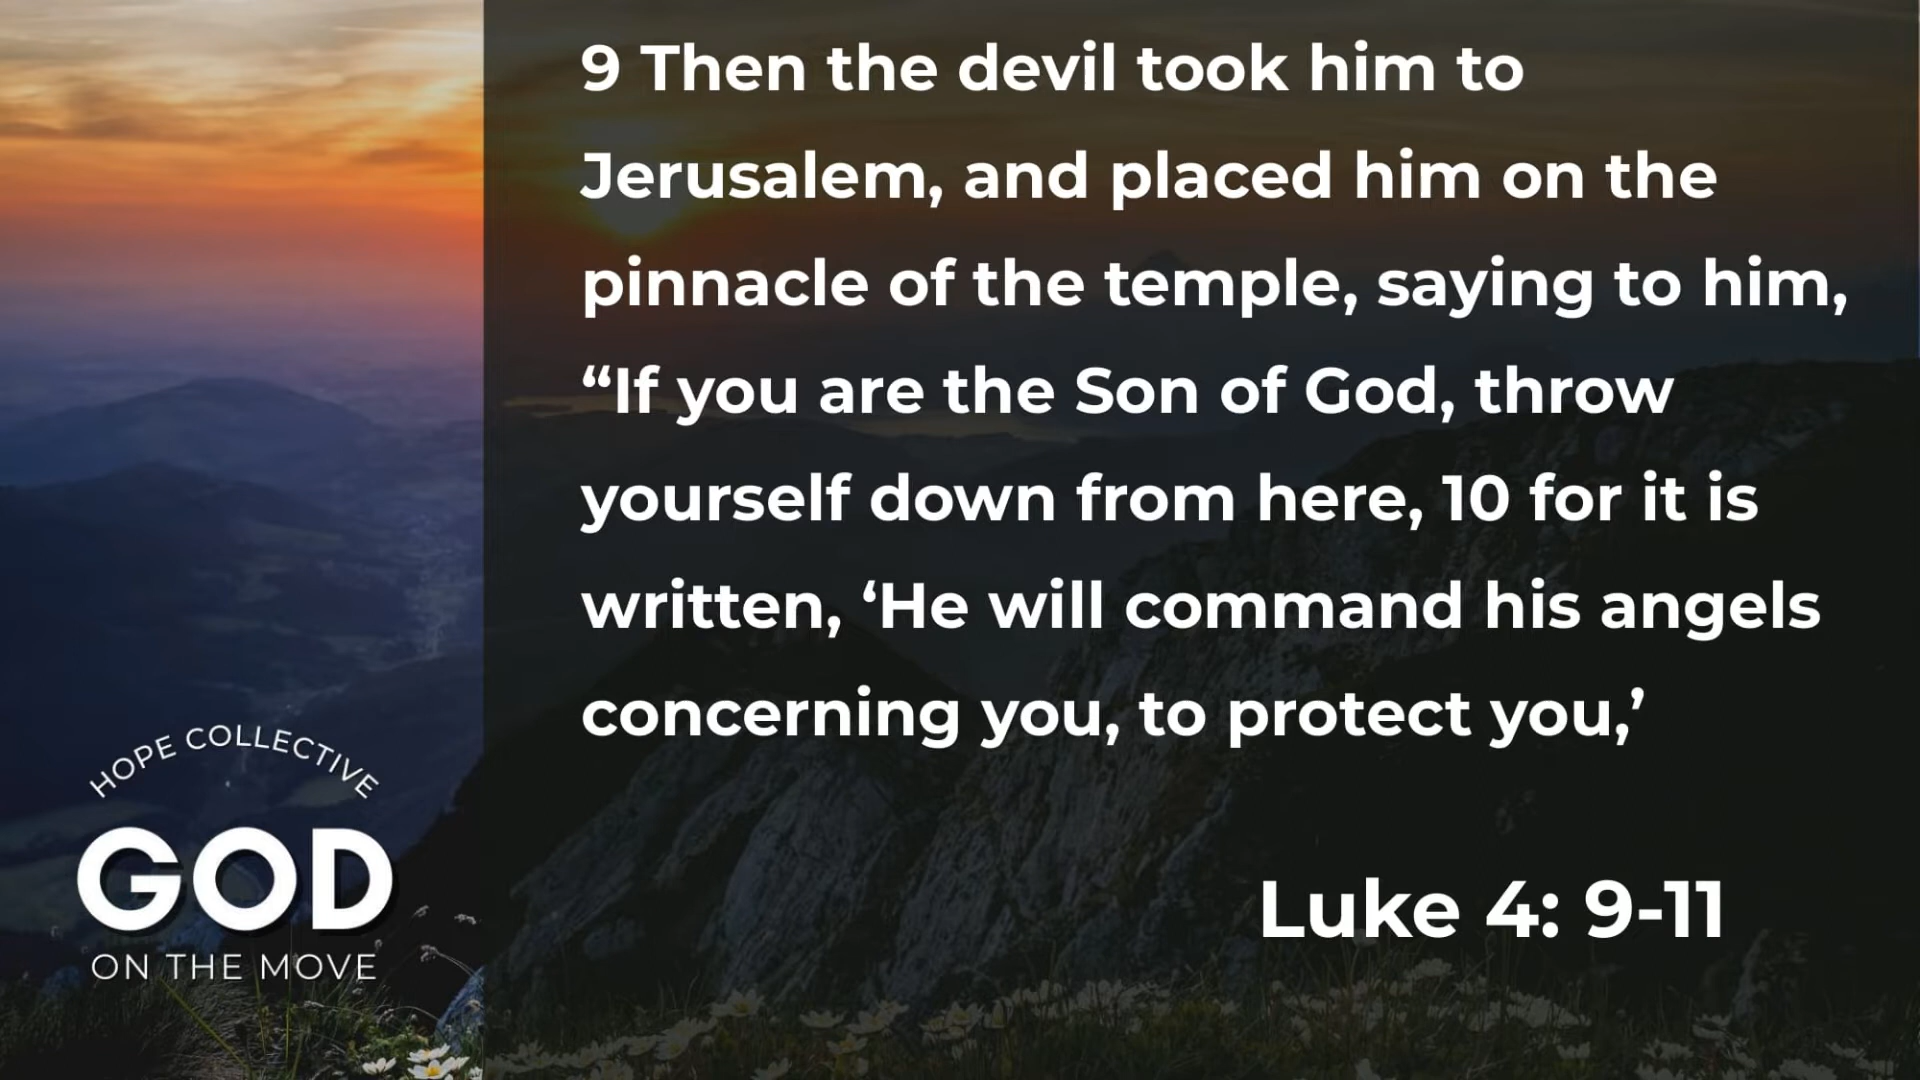 9 Then the devil took him to
Jerusalem, and placed him on the
pinnacle of the temple, saying to him,
“If you are the Son of God, throw
yourself down from here, 10 for it is
written, ‘He will command his angels
concerning you, to protect you,’
Luke 4: 9-11
HOPE COLLECTIVE
GOD
ON THE MOVE